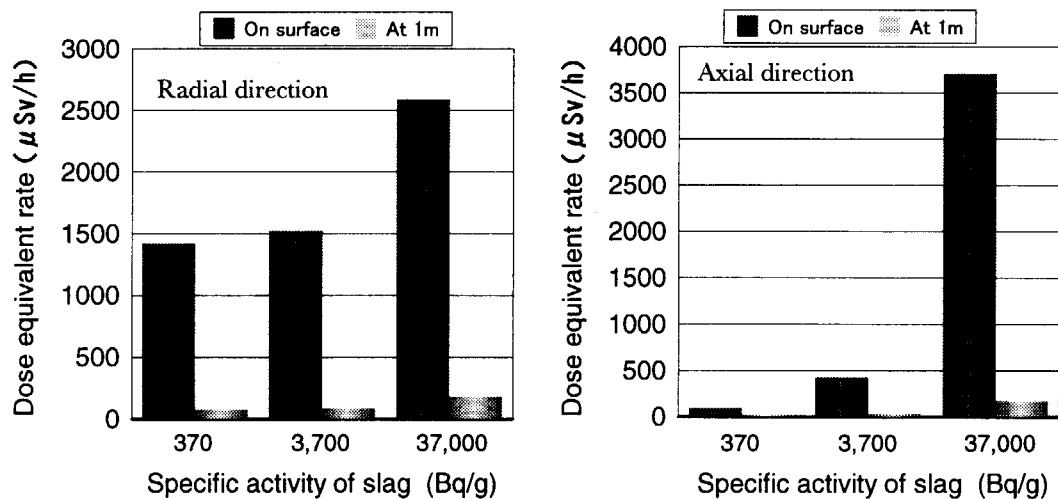 On surface At 1m
Dose equivalent rate (μSv/h)
3000
2500
2000
1500
1000
500
0
Radial direction
370 3,700 37,000
Specific activity of slag (Bq/g)
On surface At 1m
Dose equivalent rate (μSv/h)
4000
3500
3000
2500
2000
1500
1000
500
0
Axial direction
370 3,700 37,000
Specific activity of slag (Bq/g)